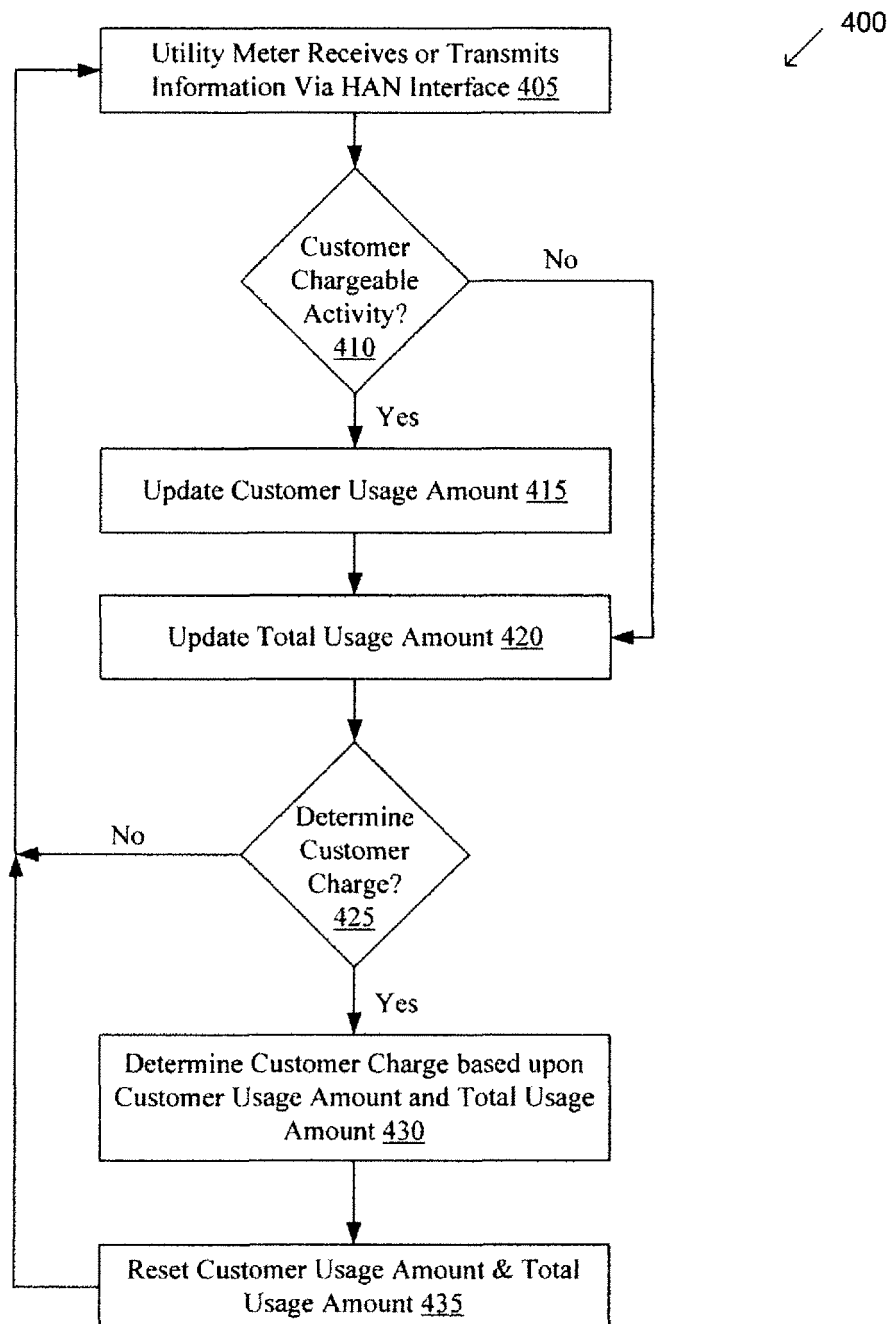 400
Utility Meter Receives or Transmits
Information Via HAN Interface 405
Customer
Chargeable
Activity?
410
No
Yes
Update Customer Usage Amount 415
Update Total Usage Amount 420
Determine
Customer
Charge?
425
No
Yes
Determine Customer Charge based upon
Customer Usage Amount and Total Usage
Amount 430
Reset Customer Usage Amount & Total
Usage Amount 435